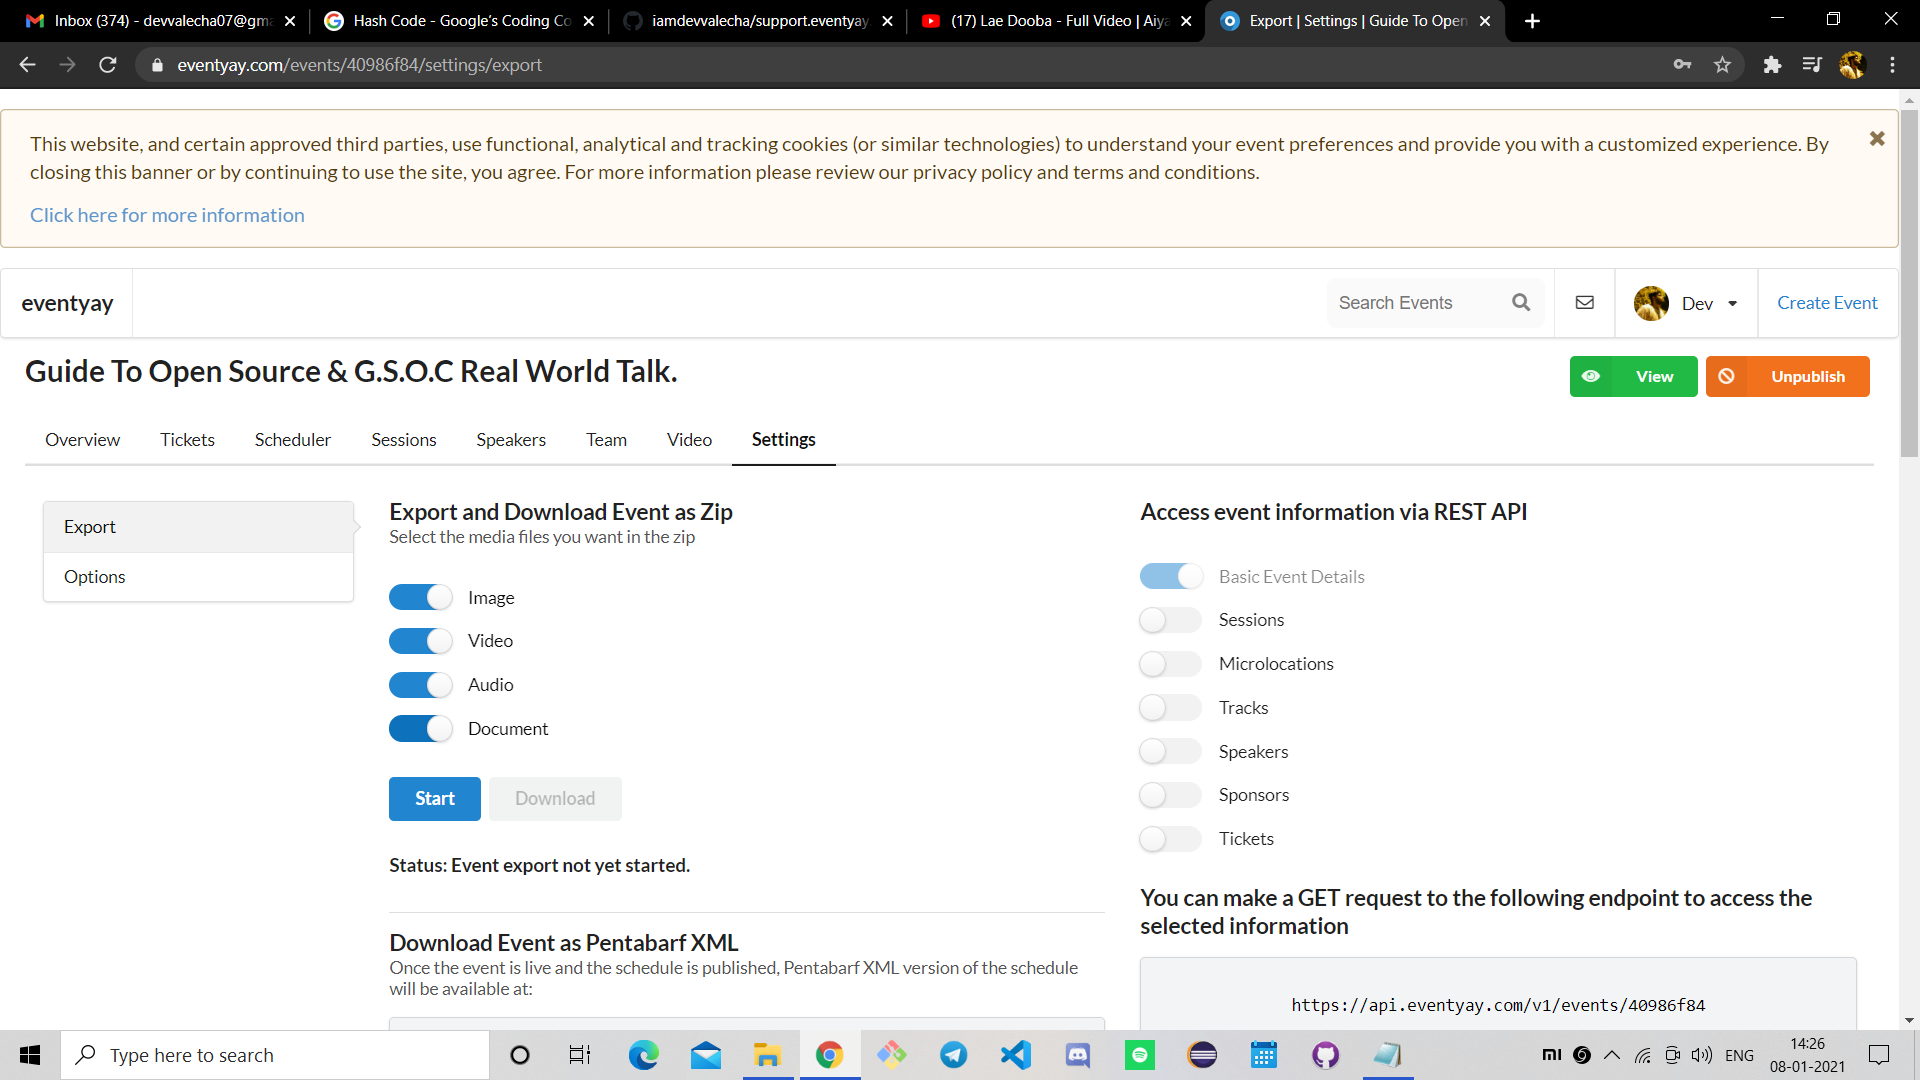 Inbox (374) - devvalecha07@gma
Hash Code - Google's Coding Co
iamdevvalecha/support.eventyay
(17) Lae Dooba - Full Video | Aiya
Export | Settings | Guide To Open
eventyay.com/events/40986f84/settings/export
This website, and certain approved third parties, use functional, analytical and tracking cookies (or similar technologies) to understand your event preferences and provide you with a customized experience. By
closing this banner or by continuing to use the site, you agree. For more information please review our privacy policy and terms and conditions.
Click here for more information
eventyay
Search Events
Dev
Create Event
Guide To Open Source & G.S.O.C Real World Talk.
View
Unpublish
Overview
Tickets
Scheduler
Sessions
Speakers
Team
Video
Settings
Export
Options
Export and Download Event as Zip
Select the media files you want in the zip
Image
Video
Audio
Document
Start
Download
Status: Event export not yet started.
Download Event as Pentabarf XML
Once the event is live and the schedule is published, Pentabarf XML version of the schedule
will be available at:
Access event information via REST API
Basic Event Details
Sessions
Microlocations
Tracks
Speakers
Sponsors
Tickets
You can make a GET request to the following endpoint to access the
selected information
https://api.eventyay.com/v1/events/40986f84
Type here to search
ENG
14:26
08-01-2021